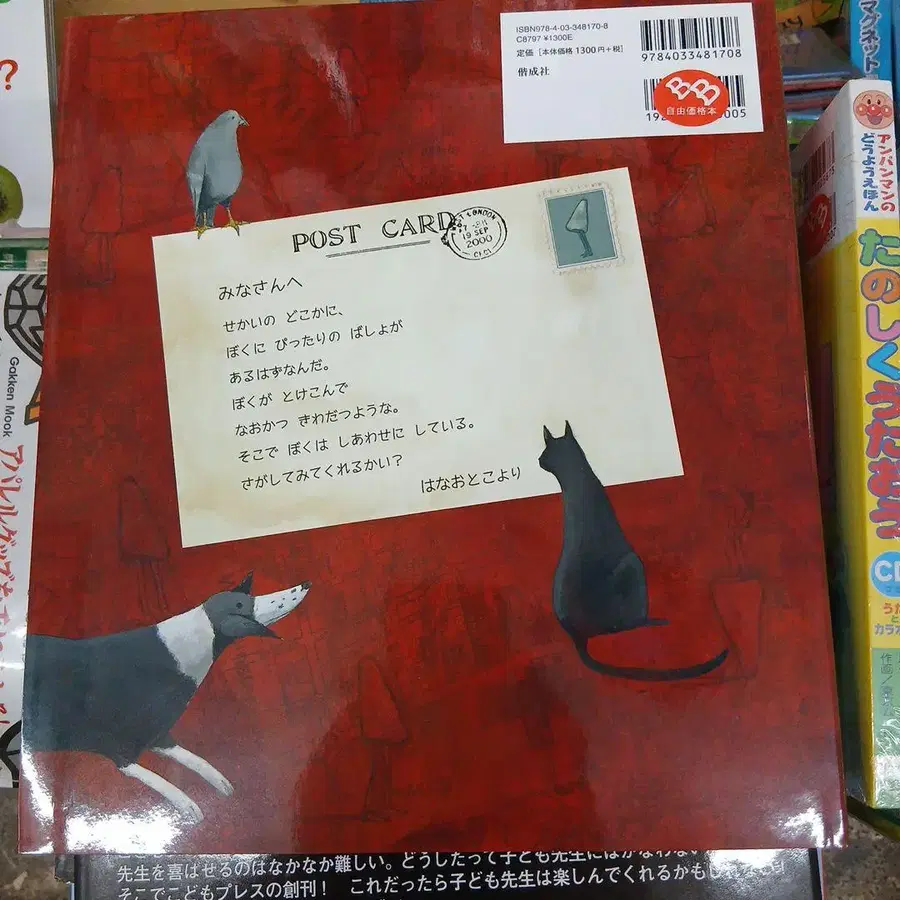 ISBN978-4-03-348170-8
C8797 ¥1300E
定価 [本体価格 1300円+税]
偕成社
9784033481708
BB
自由価格本
POST CARD
LONDON
19 SEP
2000
みなさんへ
せかいの どこかに、
ぼくに ぴったりの ばしょが
あるはずなんだ。
ぼくが とけこんで
なおかつ きわだつような。
そこで ぼくは しあわせに している。
さがしてみてくれるかい?
はなおとこより
?
Gakken Mook
マグネット
アンパンマンの
どうようえほん
たのしくうたおう
CD
先生を喜ばせるのはなかなか難しい。どうしたって子ども先生にはかなわない
そこでこどもプレスの創刊! これだったら子ども先生は楽しんでくれるかも